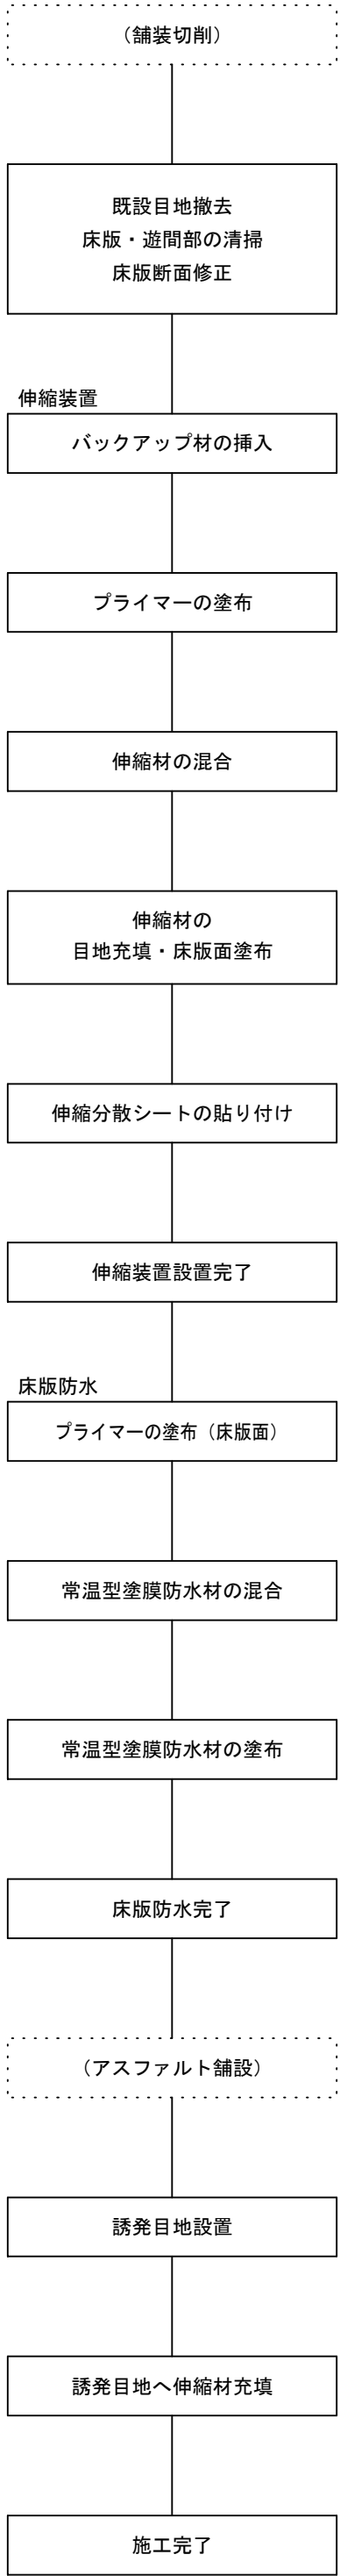 （舗装切削）
既設目地撤去
床版・遊間部の清掃
床版断面修正
伸縮装置
バックアップ材の挿入
プライマーの塗布
伸縮材の混合
伸縮材の
目地充填・床版面塗布
伸縮分散シートの貼り付け
伸縮装置設置完了
床版防水
プライマーの塗布（床版面）
常温型塗膜防水材の混合
常温型塗膜防水材の塗布
床版防水完了
（アスファルト舗設）
誘発目地設置
誘発目地へ伸縮材充填
施工完了